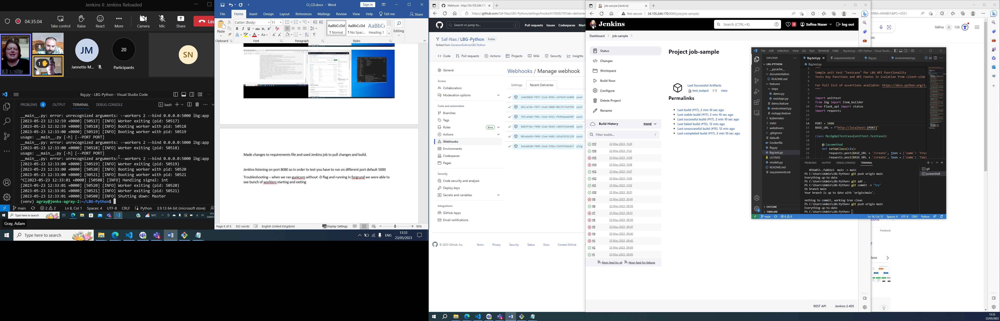 Jenkins II: Jenkins Reloaded
04:35:04
Take control
Raise
React
More
Camera
Mic
Share
Lea
OLD SCHOOL
1
JM
Jannette M...
20
Participants
SN
lbg.py - LBG-Python - Visual Studio Code
PROBLEMS 4 OUTPUT TERMINAL DEBUG CONSOLE
bash
__main__.py: error: unrecognized arguments: --workers 2 --bind 0.0.0.0:5000 lbg:app
[2023-05-23 12:32:59 +0000] [50517] [INFO] Worker exiting (pid: 50517)
[2023-05-23 12:32:59 +0000] [50518] [INFO] Booting worker with pid: 50518
[2023-05-23 12:33:00 +0000] [50519] [INFO] Booting worker with pid: 50519
usage: __main__.py [-h] [--PORT PORT]
__main__.py: error: unrecognized arguments: --workers 2 --bind 0.0.0.0:5000 lbg:app
[2023-05-23 12:33:00 +0000] [50518] [INFO] Worker exiting (pid: 50518)
usage: __main__.py [-h] [--PORT PORT]
__main__.py: error: unrecognized arguments: --workers 2 --bind 0.0.0.0:5000 lbg:app
[2023-05-23 12:33:00 +0000] [50519] [INFO] Worker exiting (pid: 50519)
[2023-05-23 12:33:00 +0000] [50520] [INFO] Booting worker with pid: 50520
[2023-05-23 12:33:00 +0000] [50521] [INFO] Booting worker with pid: 50521
^C[2023-05-23 12:33:01 +0000] [50508] [INFO] Handling signal: int
[2023-05-23 12:33:01 +0000] [50520] [INFO] Worker exiting (pid: 50520)
[2023-05-23 12:33:01 +0000] [50521] [INFO] Worker exiting (pid: 50521)
[2023-05-23 12:33:01 +0000] [50508] [INFO] Shutting down: Master
(venv) agray@jenks-agray-2:~/LBG-Python$
main 2 2 Ln 8, Col 1 Spaces: 4 UTF-8 CRLF Python 3.9.13 64-bit (microsoft store)
Type here to search
16°C
Gray, Adam
Type here to search
ENG
13:33
23/05/2023
CI_CD.docx - Word
Sign in
File Home Insert Design Layout References Mailings Review View Help Tell me Share
Paste
Calibri (Body) 11
AaBbCcDd AaBbCcDd AaBbCc
¶ Normal ¶ No Spac... Heading 1
Editing
Clipboard Font Paragraph Styles
Made changes to requirements file and used Jenkins job to pull changes and build.
Jenkins listening on port 8080 so in order to test you have to run on different port default 5000
Troubleshooting – when we ran gunicorn without -D flag and running in forgrund we were able to
see bunch of workiers starting and exiting
Page 6 of 6 552 words English (United Kingdom) Display Settings 90%
Webhook · http://34.105.244.170
https://github.com/Saf-Nas/LBG-Python/settings/hooks/415928278?tab=deliveries
Search or jump to...
Pull requests Issues Codespaces Mark
Saf-Nas / LBG-Python Public
forked from CameronGuthrie/LBG-Python
Code Pull requests Actions Projects Wiki Security Insights
General
Access
Collaborators
Moderation options
Code and automation
Branches
Tags
Rules Beta
Actions
Webhooks
Environments
Codespaces
Pages
Security
Code security and analysis
Deploy keys
Secrets and variables
Integrations
GitHub Apps
Email notifications
Webhooks / Manage webhook
Settings Recent Deliveries
cb4e5028-f957-11ed-8591-cbf4dfc1d460 push
49cca7de-f957-11ed-90d8-09c3fcfe5f94 push
787ca5a8-f94c-11ed-9511-f439daeab50f push
8d63f7ae-f948-11ed-9b24-ce033f2e4e48 push
88ceda26-f946-11ed-9d01-161a55251129 push
5a1adbd0-f946-11ed-936a-13df47eba3e7 ping
© 2023 GitHub, Inc. Terms Privacy Security Status Docs Contact GitHub
job-sample [Jenkins]
Not secure 34.105.244.170:8080/job/job-sample/
Jenkins
Search (CTRL+K)
1
Safina Naser
log out
Dashboard job-sample
Status
Changes
Workspace
Build Now
Configure
Delete Project
Rename
Build History trend
Filter builds...
#17 23 May 2023, 11:20
#16 23 May 2023, 11:12
#15 23 May 2023, 11:09
#14 23 May 2023, 11:08
#13 23 May 2023, 11:07
#12 23 May 2023, 11:05
#11 23 May 2023, 11:02
#10 23 May 2023, 10:51
#9 23 May 2023, 10:49
#8 23 May 2023, 09:55
#7 23 May 2023, 09:51
#6 23 May 2023, 09:50
#5 23 May 2023, 09:47
#4 23 May 2023, 09:42
#3 23 May 2023, 09:42
#2 23 May 2023, 09:05
#1 23 May 2023, 09:05
Atom feed for all Atom feed for failures
Project job-sample
Last Successful Artifacts
test_output 0 B view
Permalinks
Last build (#17), 2 min 10 sec ago
Last stable build (#17), 2 min 10 sec ago
Last successful build (#17), 2 min 10 sec ago
Last failed build (#15), 12 min ago
Last unsuccessful build (#15), 12 min ago
Last completed build (#17), 2 min 10 sec ago
REST API Jenkins 2.405
File Edit Selection View Go Run Terminal Help lbg.test.py - LBG-Python - Visual Studio ...
EXPLORER
LBG-PYTHON
__pycache__
documentation
README.md
features
steps
demo.py
reststeps.py
demo.feature
environment.py
restapp.feature
kubernetes
static
webdrivers
.gitignore
data.db
Dockerfile
lbg.py
lbg.test.py
LICENSE
models.py
README.md
requirements.txt
OUTLINE
TIMELINE
lbg.test.py requirements.txt lbg.py environment.py RE
lbg.test.py
1 """
2 Sample unit test "testcase" for LBG API functionality
3 Tests key functions and API routes in isolation from client-side
4
5 For full list of assertions available: https://docs.python.org/3.
6 """
7
8 import unittest
9 from lbg import item_builder
10 from flask_api import status
11 import requests
12
13
14 PORT = 5000
15 BASE_URL = f"http://localhost:{PORT}"
16
17 class MyLbgApiTestCase(unittest.TestCase):
18
19 @classmethod
20 def setUpClass(cls):
21 requests.post(BASE_URL + '/create', json = {'name': 'Frui
22 requests.post(BASE_URL + '/create', json = {'name': 'Tool
PROBLEMS OUTPUT DEBUG CONSOLE TERMINAL
059a853..fa861e3 main -> main
PS C:\Users\Admin\LBG-Python> git push origin main
Everything up-to-date
PS C:\Users\Admin\LBG-Python> git add .
PS C:\Users\Admin\LBG-Python> git commit -m "try"
On branch main
Your branch is up to date with 'origin/main'.
nothing to commit, working tree clean
PS C:\Users\Admin\LBG-Python> git push origin main
Everything up-to-date
PS C:\Users\Admin\LBG-Python>
git
powershell
main 0 0 Ln 14, Col 12 Spaces: 4 UTF-8 CRLF Python
ORM=ANAB01&PC=U531
Safina 126
ORE
Feedback
13:33
23/05/2023